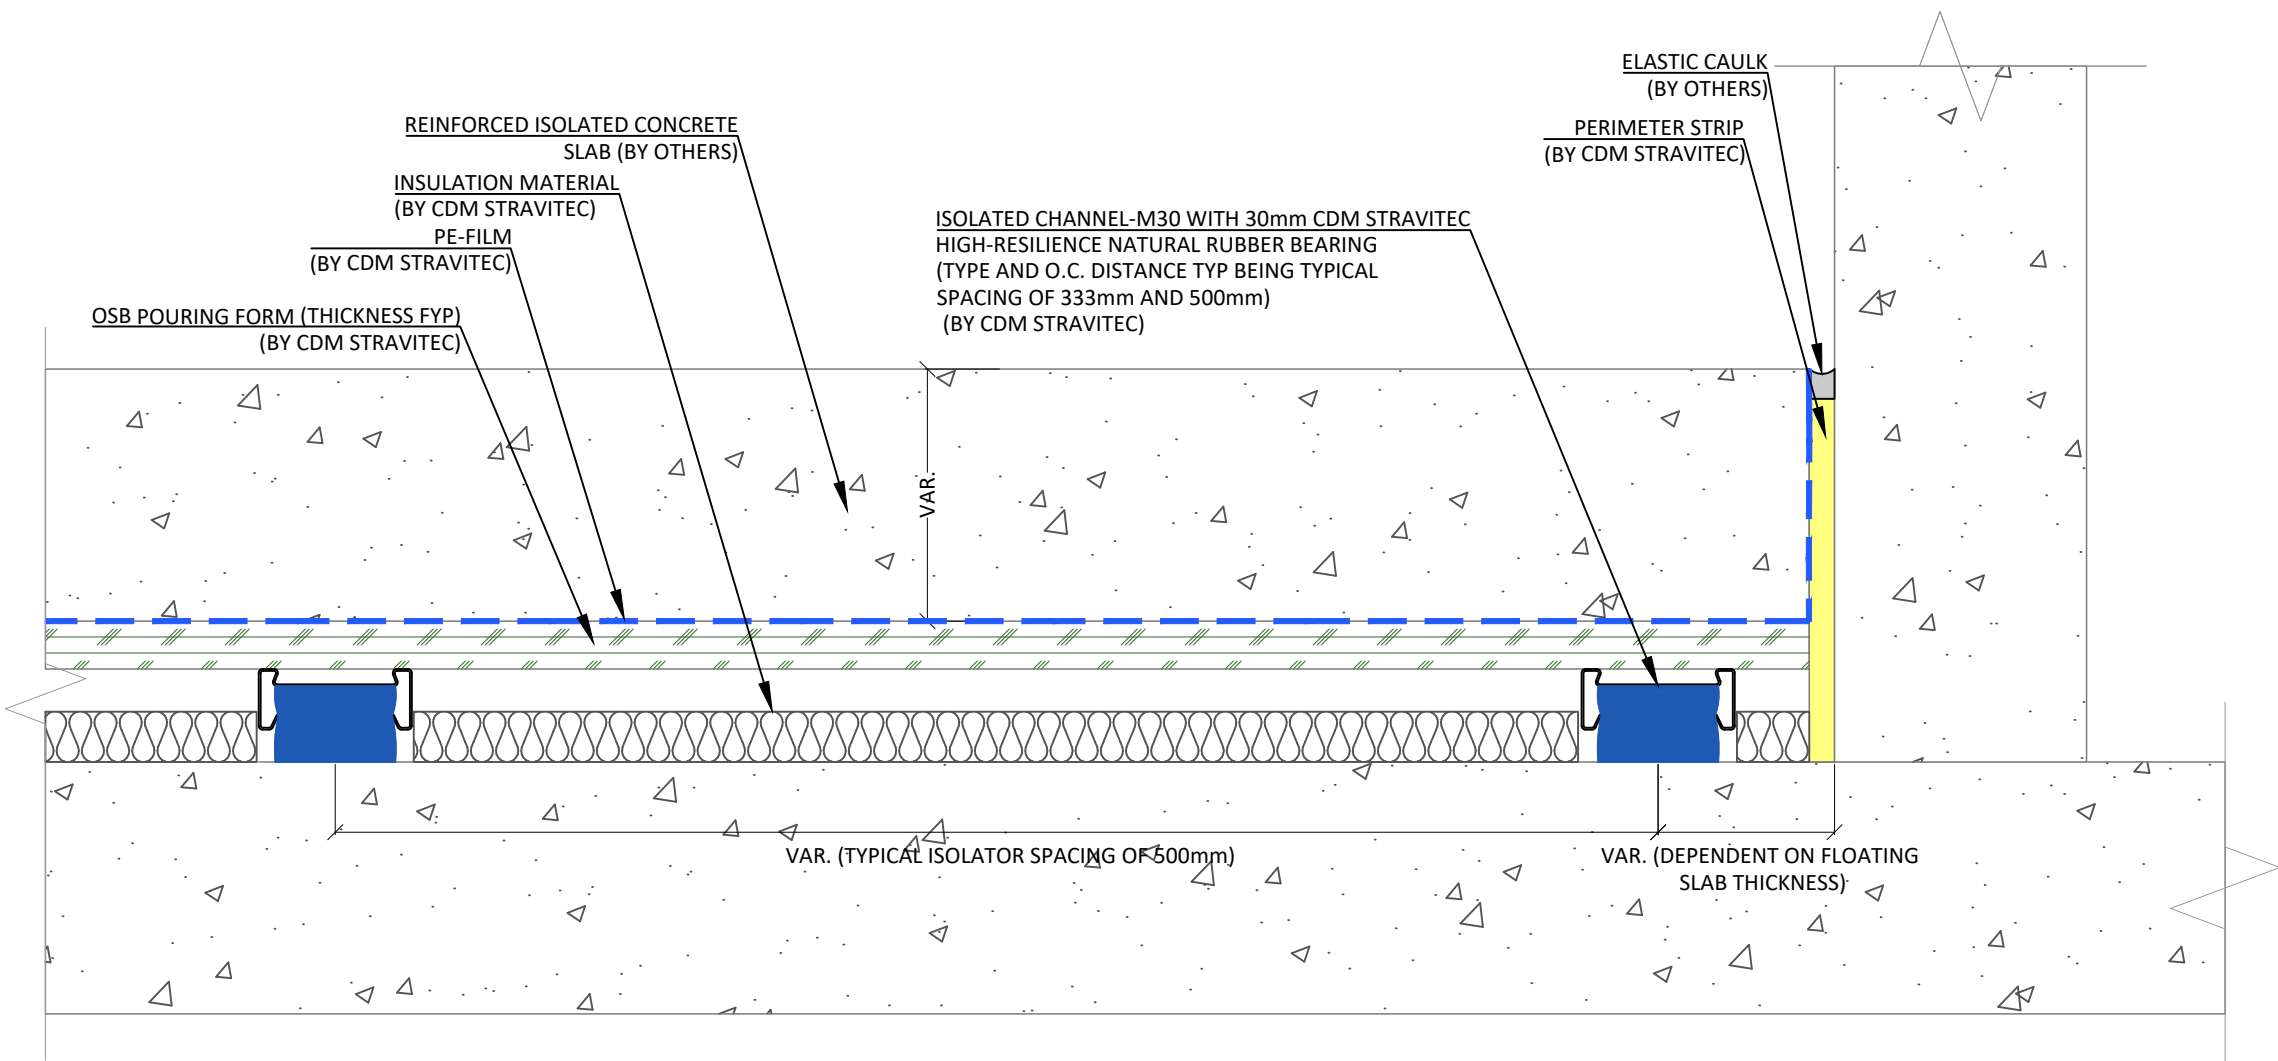 ELASTIC CAULK
(BY OTHERS)
REINFORCED ISOLATED CONCRETE
SLAB (BY OTHERS)
PERIMETER STRIP
(BY CDM STRAVITEC)
INSULATION MATERIAL
(BY CDM STRAVITEC)
PE-FILM
(BY CDM STRAVITEC)
ISOLATED CHANNEL-M30 WITH 30mm CDM STRAVITEC
HIGH-RESILIENCE NATURAL RUBBER BEARING
(TYPE AND O.C. DISTANCE TYP BEING TYPICAL
SPACING OF 333mm AND 500mm)
(BY CDM STRAVITEC)
OSB POURING FORM (THICKNESS FYP)
(BY CDM STRAVITEC)
VAR.
VAR. (TYPICAL ISOLATOR SPACING OF 500mm)
VAR. (DEPENDENT ON FLOATING
SLAB THICKNESS)